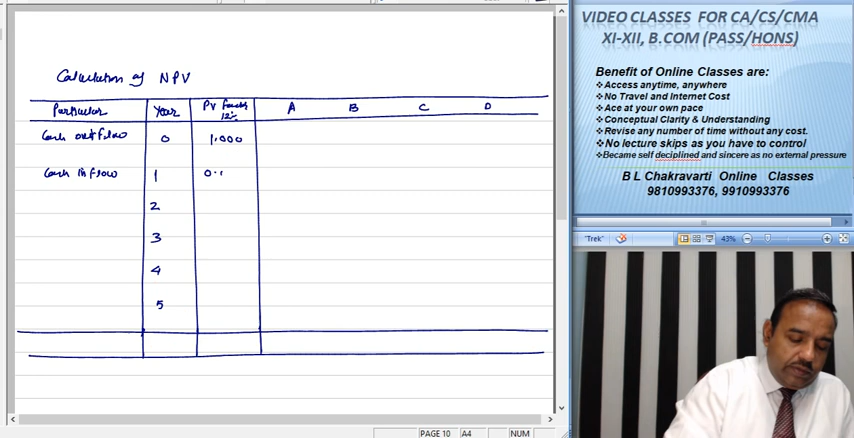 Calculation of NPV
Particular Year PV factor 12% A B C D
Cash outflow 0 1.000
Cash inflow 1 0..
2
3
4
5
PAGE 10 A4 NUM
VIDEO CLASSES FOR CA/CS/CMA
XI-XII, B.COM (PASS/HONS)
Benefit of Online Classes are:
❖Access anytime, anywhere
❖No Travel and Internet Cost
❖Ace at your own pace
❖Conceptual Clarity & Understanding
❖Revise any number of time without any cost.
❖No lecture skips as you have to control
❖Became self deciplined and sincere as no external pressure
B L Chakravarti Online Classes
9810993376, 9910993376
"Trek" 43%